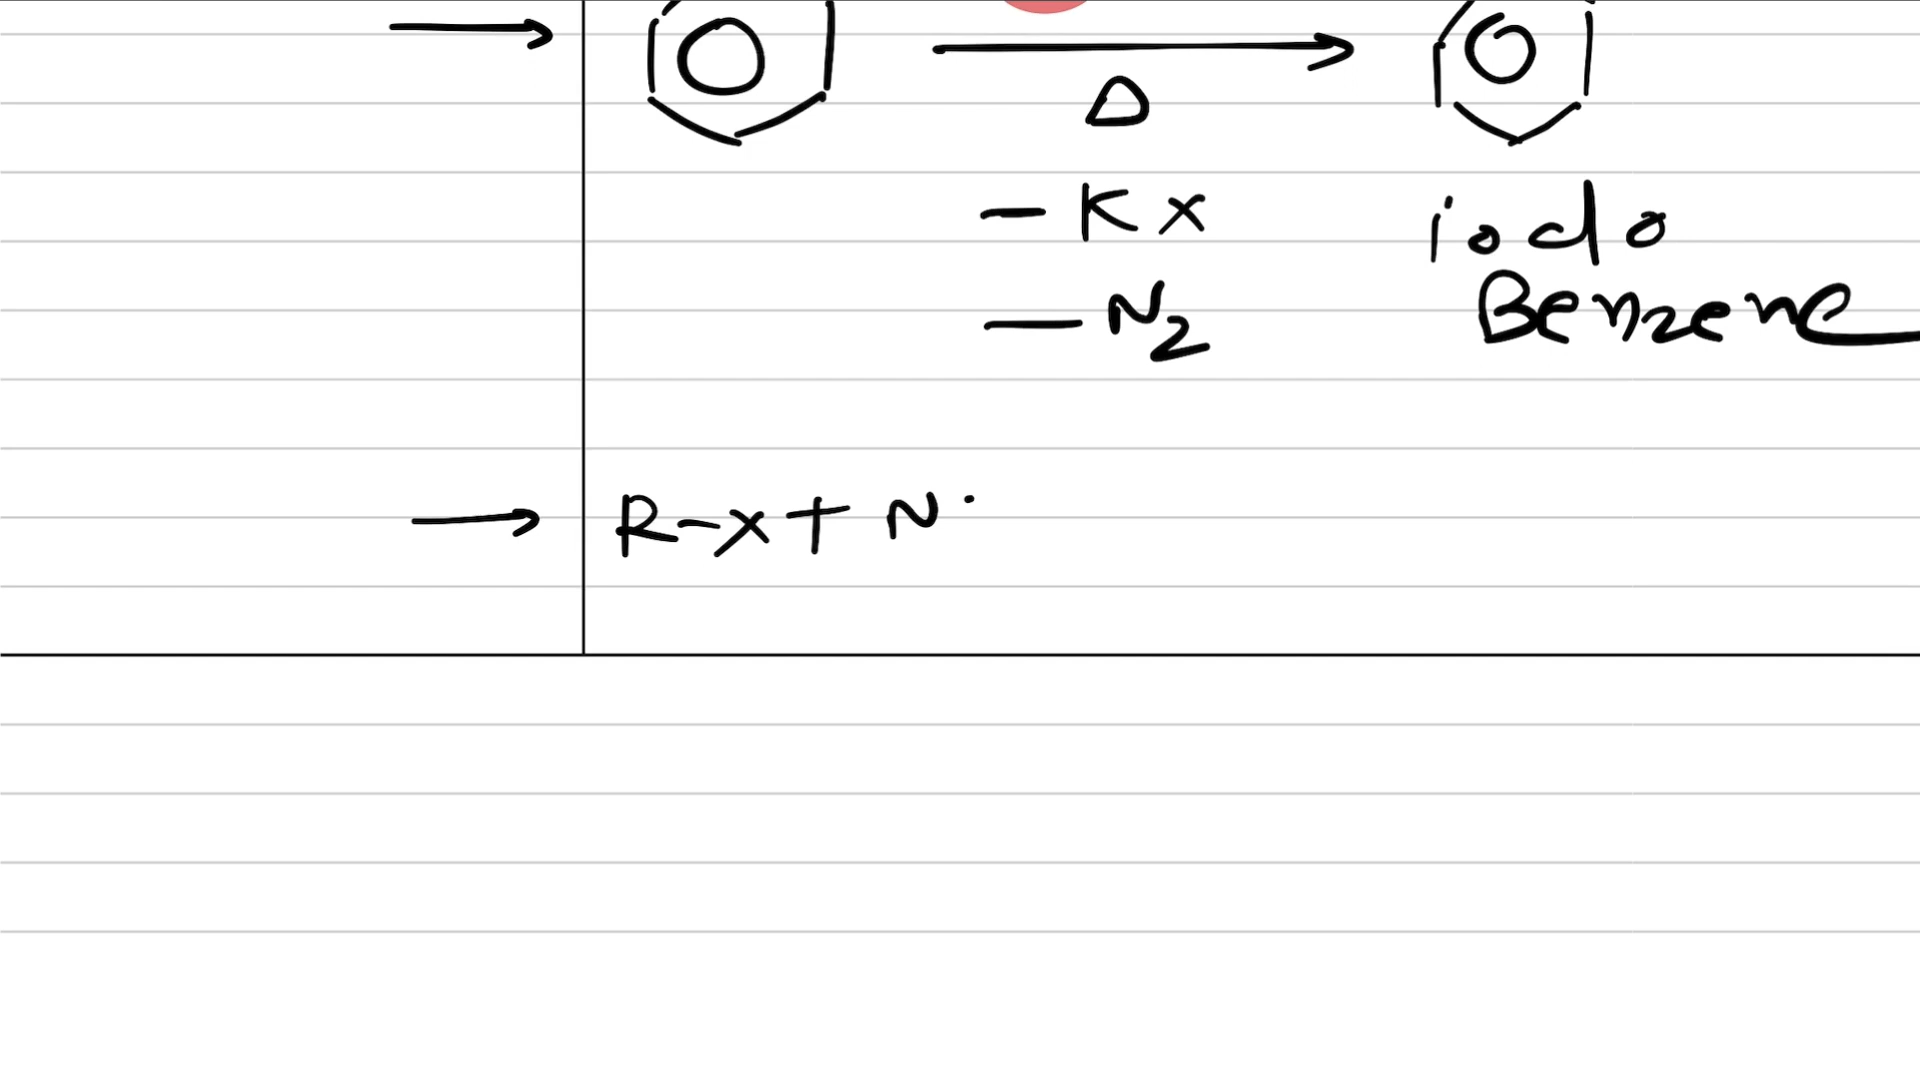 Δ
- Kx
- N2
iodo
Benzene
→ R-x + N